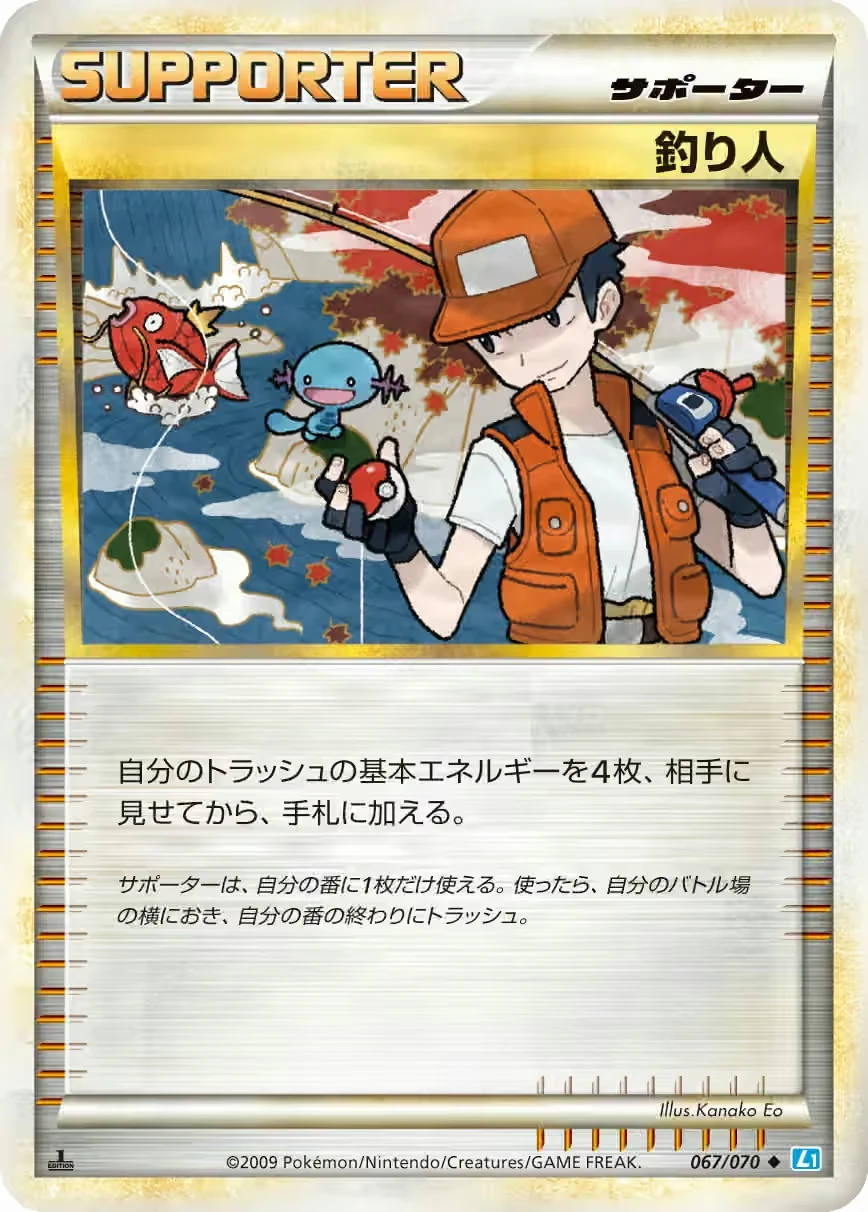 SUPPORTER サポーター
釣り人
自分のトラッシュの基本エネルギーを4枚、相手に
見せてから、手札に加える。
サポーターは、自分の番に1枚だけ使える。使ったら、自分のバトル場
の横におき、自分の番の終わりにトラッシュ。
Illus.Kanako Eo
1 EDITION ©2009 Pokémon/Nintendo/Creatures/GAME FREAK. 067/070 ◆ L1